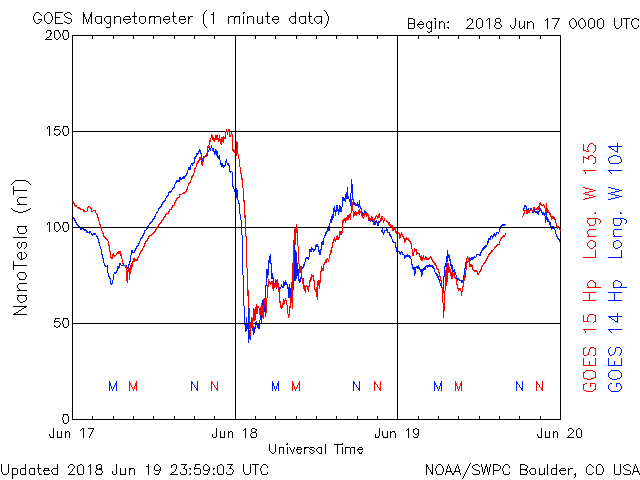 GOES Magnetometer (1 minute data)
Begin: 2018 Jun 17 0000 UTC
200
150
100
50
0
NanoTesla (nT)
M M N N M M N N M M N N
Jun 17 Jun 18 Jun 19 Jun 20
Universal Time
GOES 15 Hp Long. W 135
GOES 14 Hp Long. W 104
Updated 2018 Jun 19 23:59:03 UTC
NOAA/SWPC Boulder, CO USA